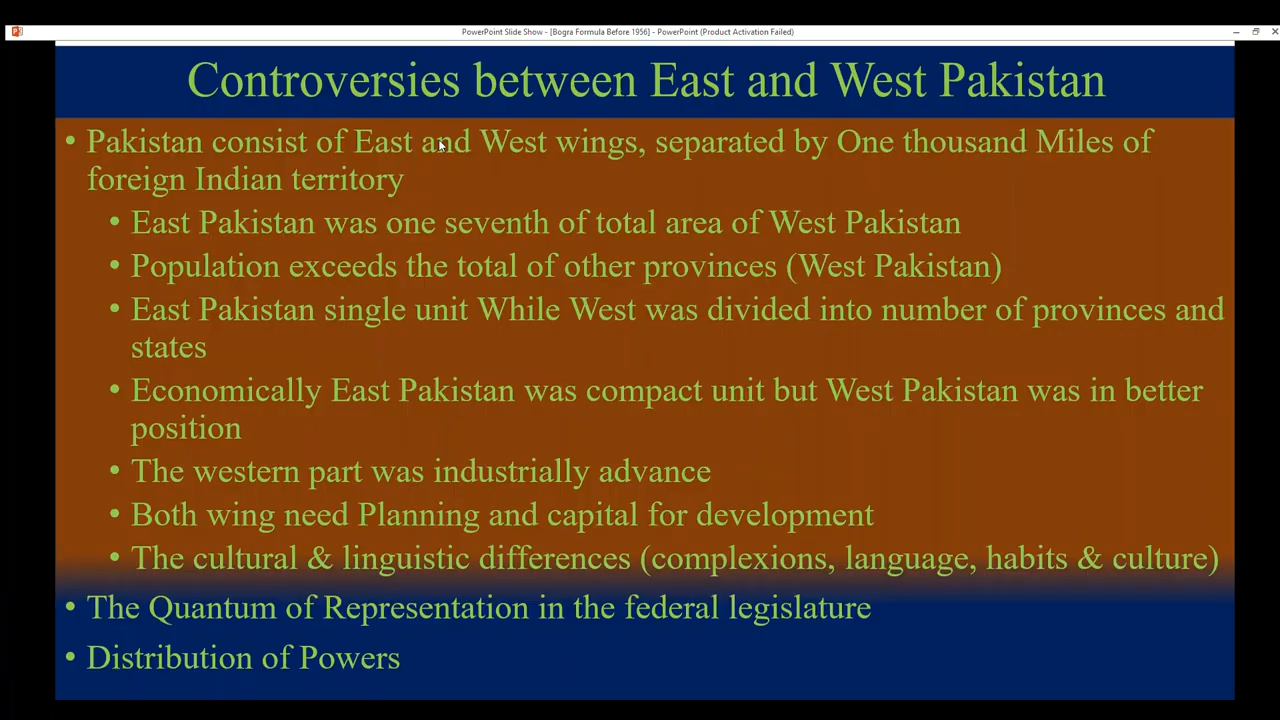 PowerPoint Slide Show - [Bogra Formula Before 1956] - PowerPoint (Product Activation Failed)
Controversies between East and West Pakistan
• Pakistan consist of East and West wings, separated by One thousand Miles of
foreign Indian territory
• East Pakistan was one seventh of total area of West Pakistan
• Population exceeds the total of other provinces (West Pakistan)
• East Pakistan single unit While West was divided into number of provinces and
states
• Economically East Pakistan was compact unit but West Pakistan was in better
position
• The western part was industrially advance
• Both wing need Planning and capital for development
• The cultural & linguistic differences (complexions, language, habits & culture)
• The Quantum of Representation in the federal legislature
• Distribution of Powers